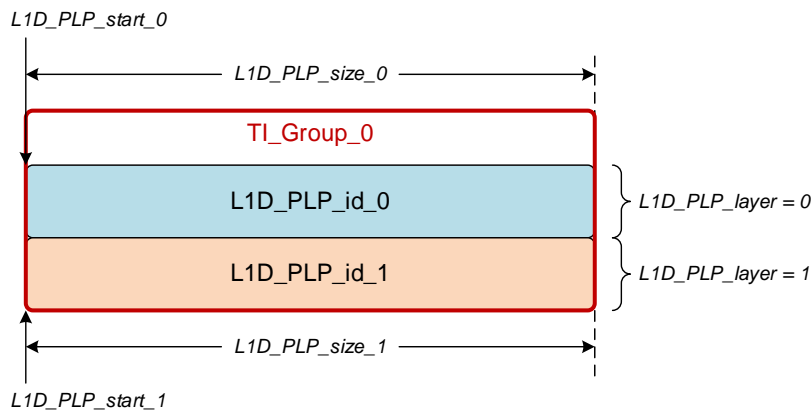 L1D_PLP_start_0
L1D_PLP_size_0
TI_Group_0
L1D_PLP_id_0
L1D_PLP_layer = 0
L1D_PLP_id_1
L1D_PLP_layer = 1
L1D_PLP_size_1
L1D_PLP_start_1